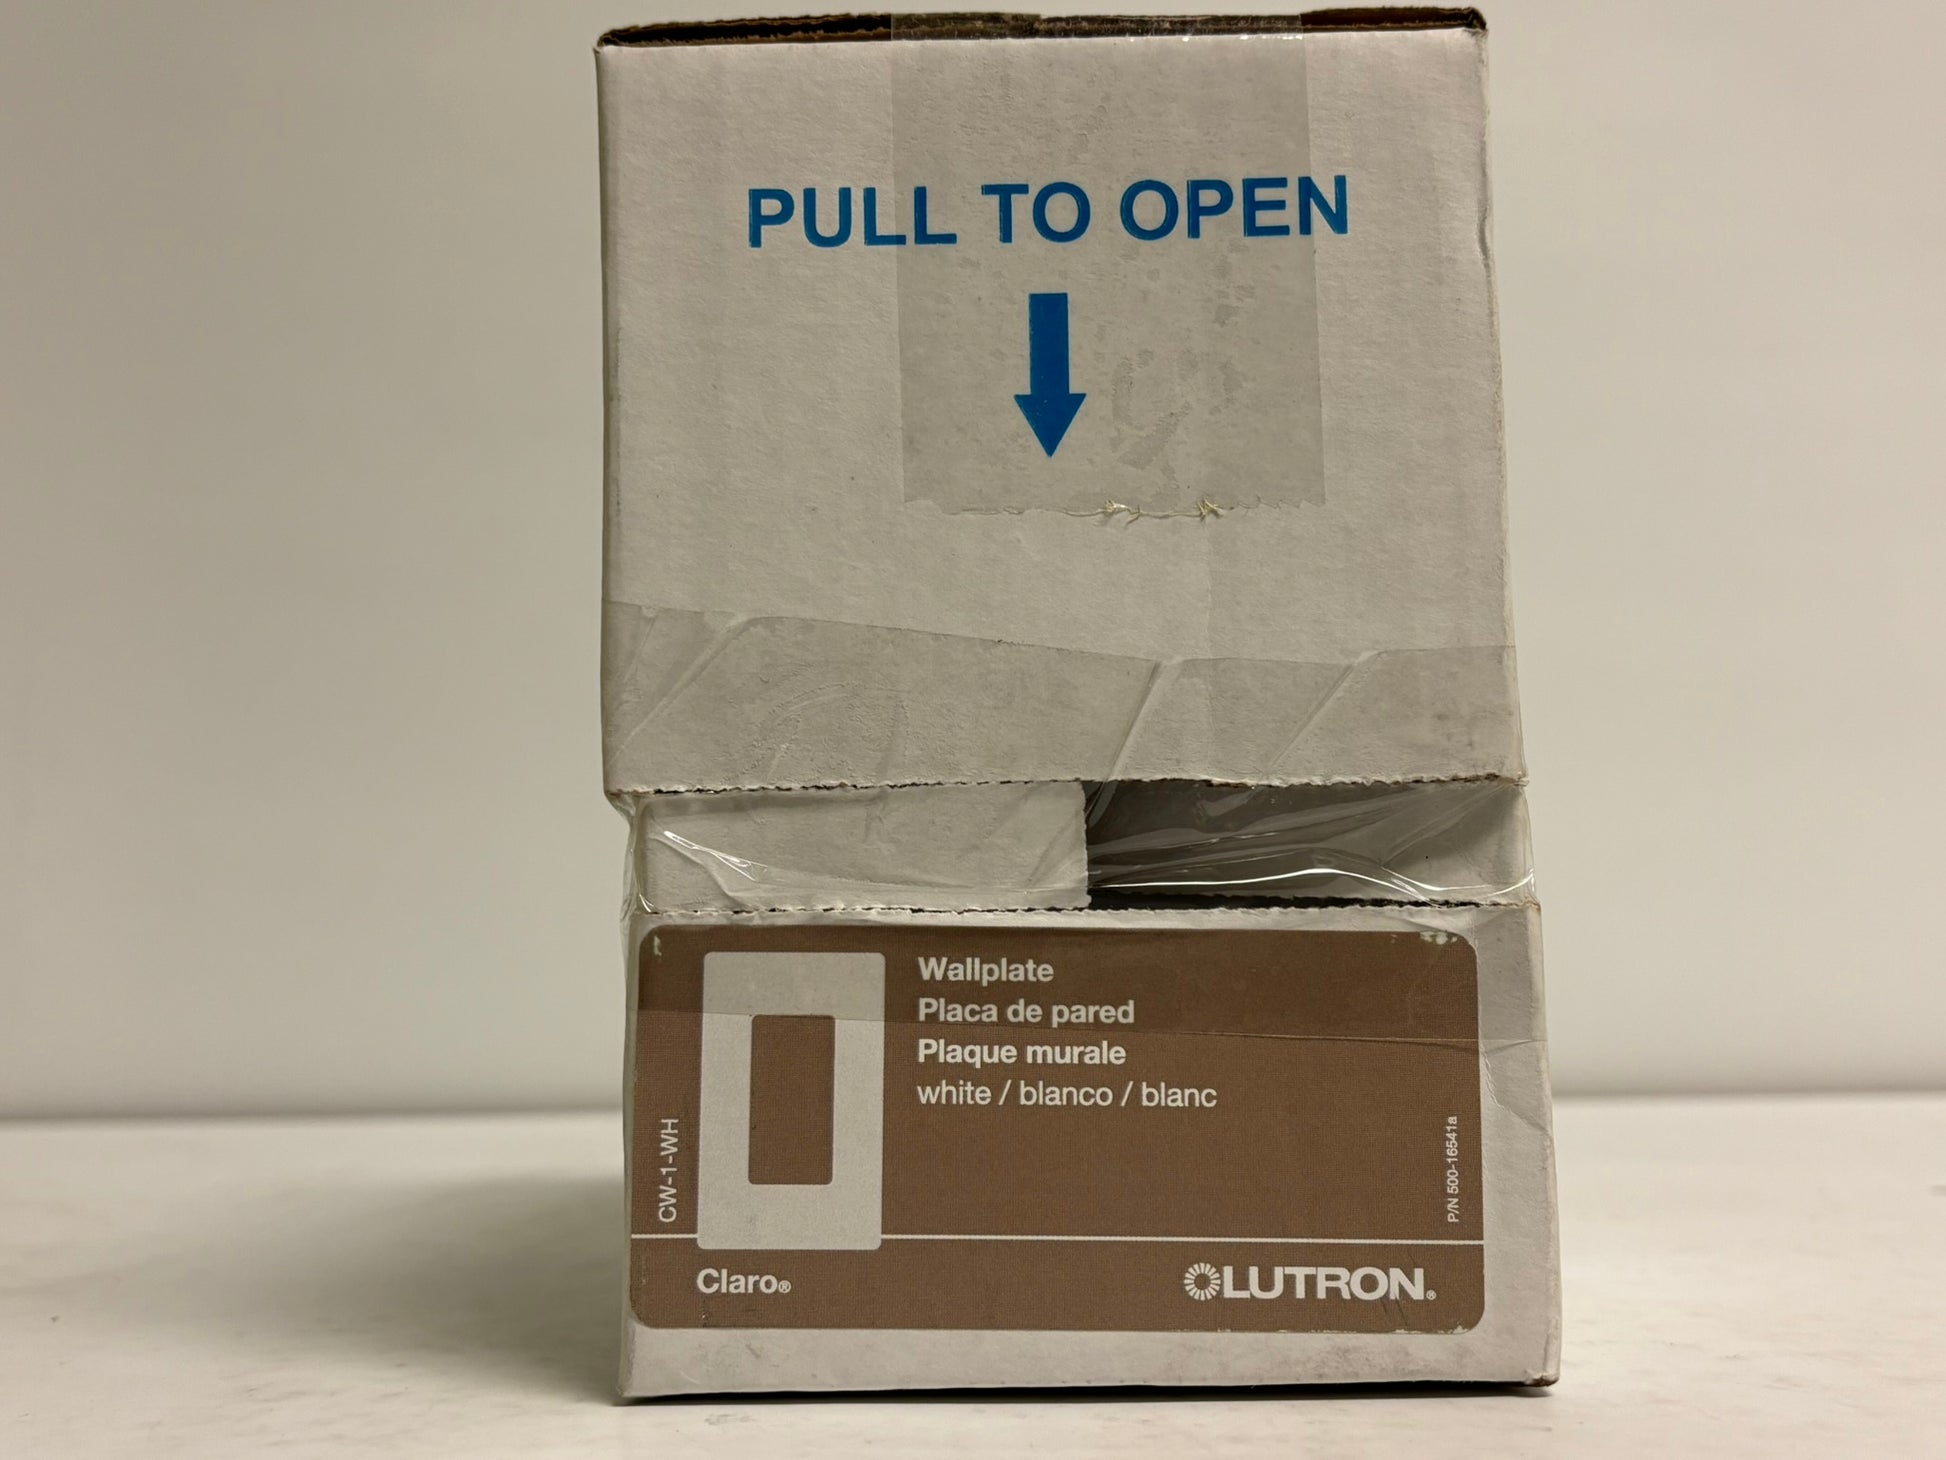 PULL TO OPEN
Wallplate
Placa de pared
Plaque murale
white / blanco / blanc
CW-1-WH
P/N 500-16541a
Claro®
LUTRON®